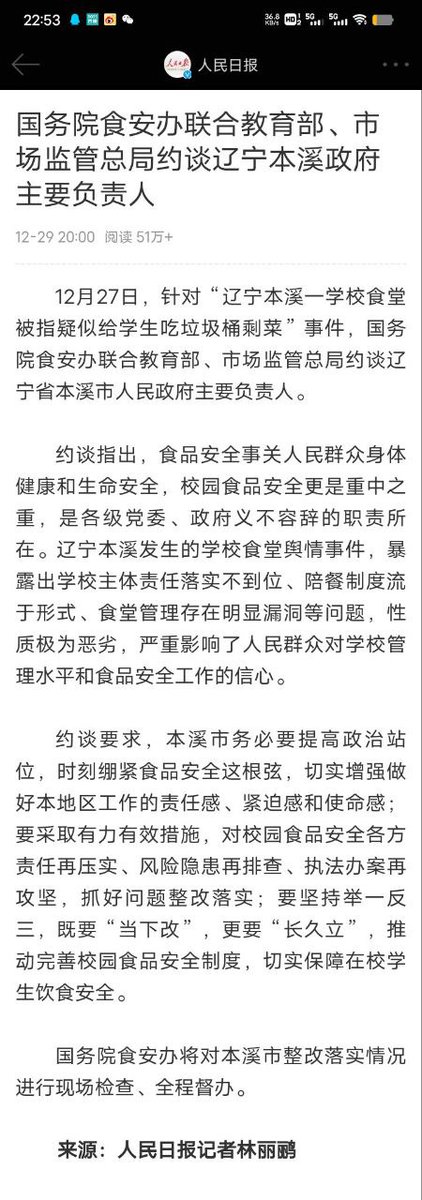 22:53
36.8
KB/s
HD
5G
5G
人民日报
国务院食安办联合教育部、市
场监管总局约谈辽宁本溪政府
主要负责人
12-29 20:00 阅读 51万+
12月27日，针对“辽宁本溪一学校食堂
被指疑似给学生吃垃圾桶剩菜”事件，国务
院食安办联合教育部、市场监管总局约谈辽
宁省本溪市人民政府主要负责人。
约谈指出，食品安全事关人民群众身体
健康和生命安全，校园食品安全更是重中之
重，是各级党委、政府义不容辞的职责所
在。辽宁本溪发生的学校食堂舆情事件，暴
露出学校主体责任落实不到位、陪餐制度流
于形式、食堂管理存在明显漏洞等问题，性
质极为恶劣，严重影响了人民群众对学校管
理水平和食品安全工作的信心。
约谈要求，本溪市务必要提高政治站
位，时刻绷紧食品安全这根弦，切实增强做
好本地区工作的责任感、紧迫感和使命感；
要采取有力有效措施，对校园食品安全各方
责任再压实、风险隐患再排查、执法办案再
攻坚，抓好问题整改落实；要坚持举一反
三，既要“当下改”，更要“长久立”，推
动完善校园食品安全制度，切实保障在校学
生饮食安全。
国务院食安办将对本溪市整改落实情况
进行现场检查、全程督办。
来源：人民日报记者林丽鹂